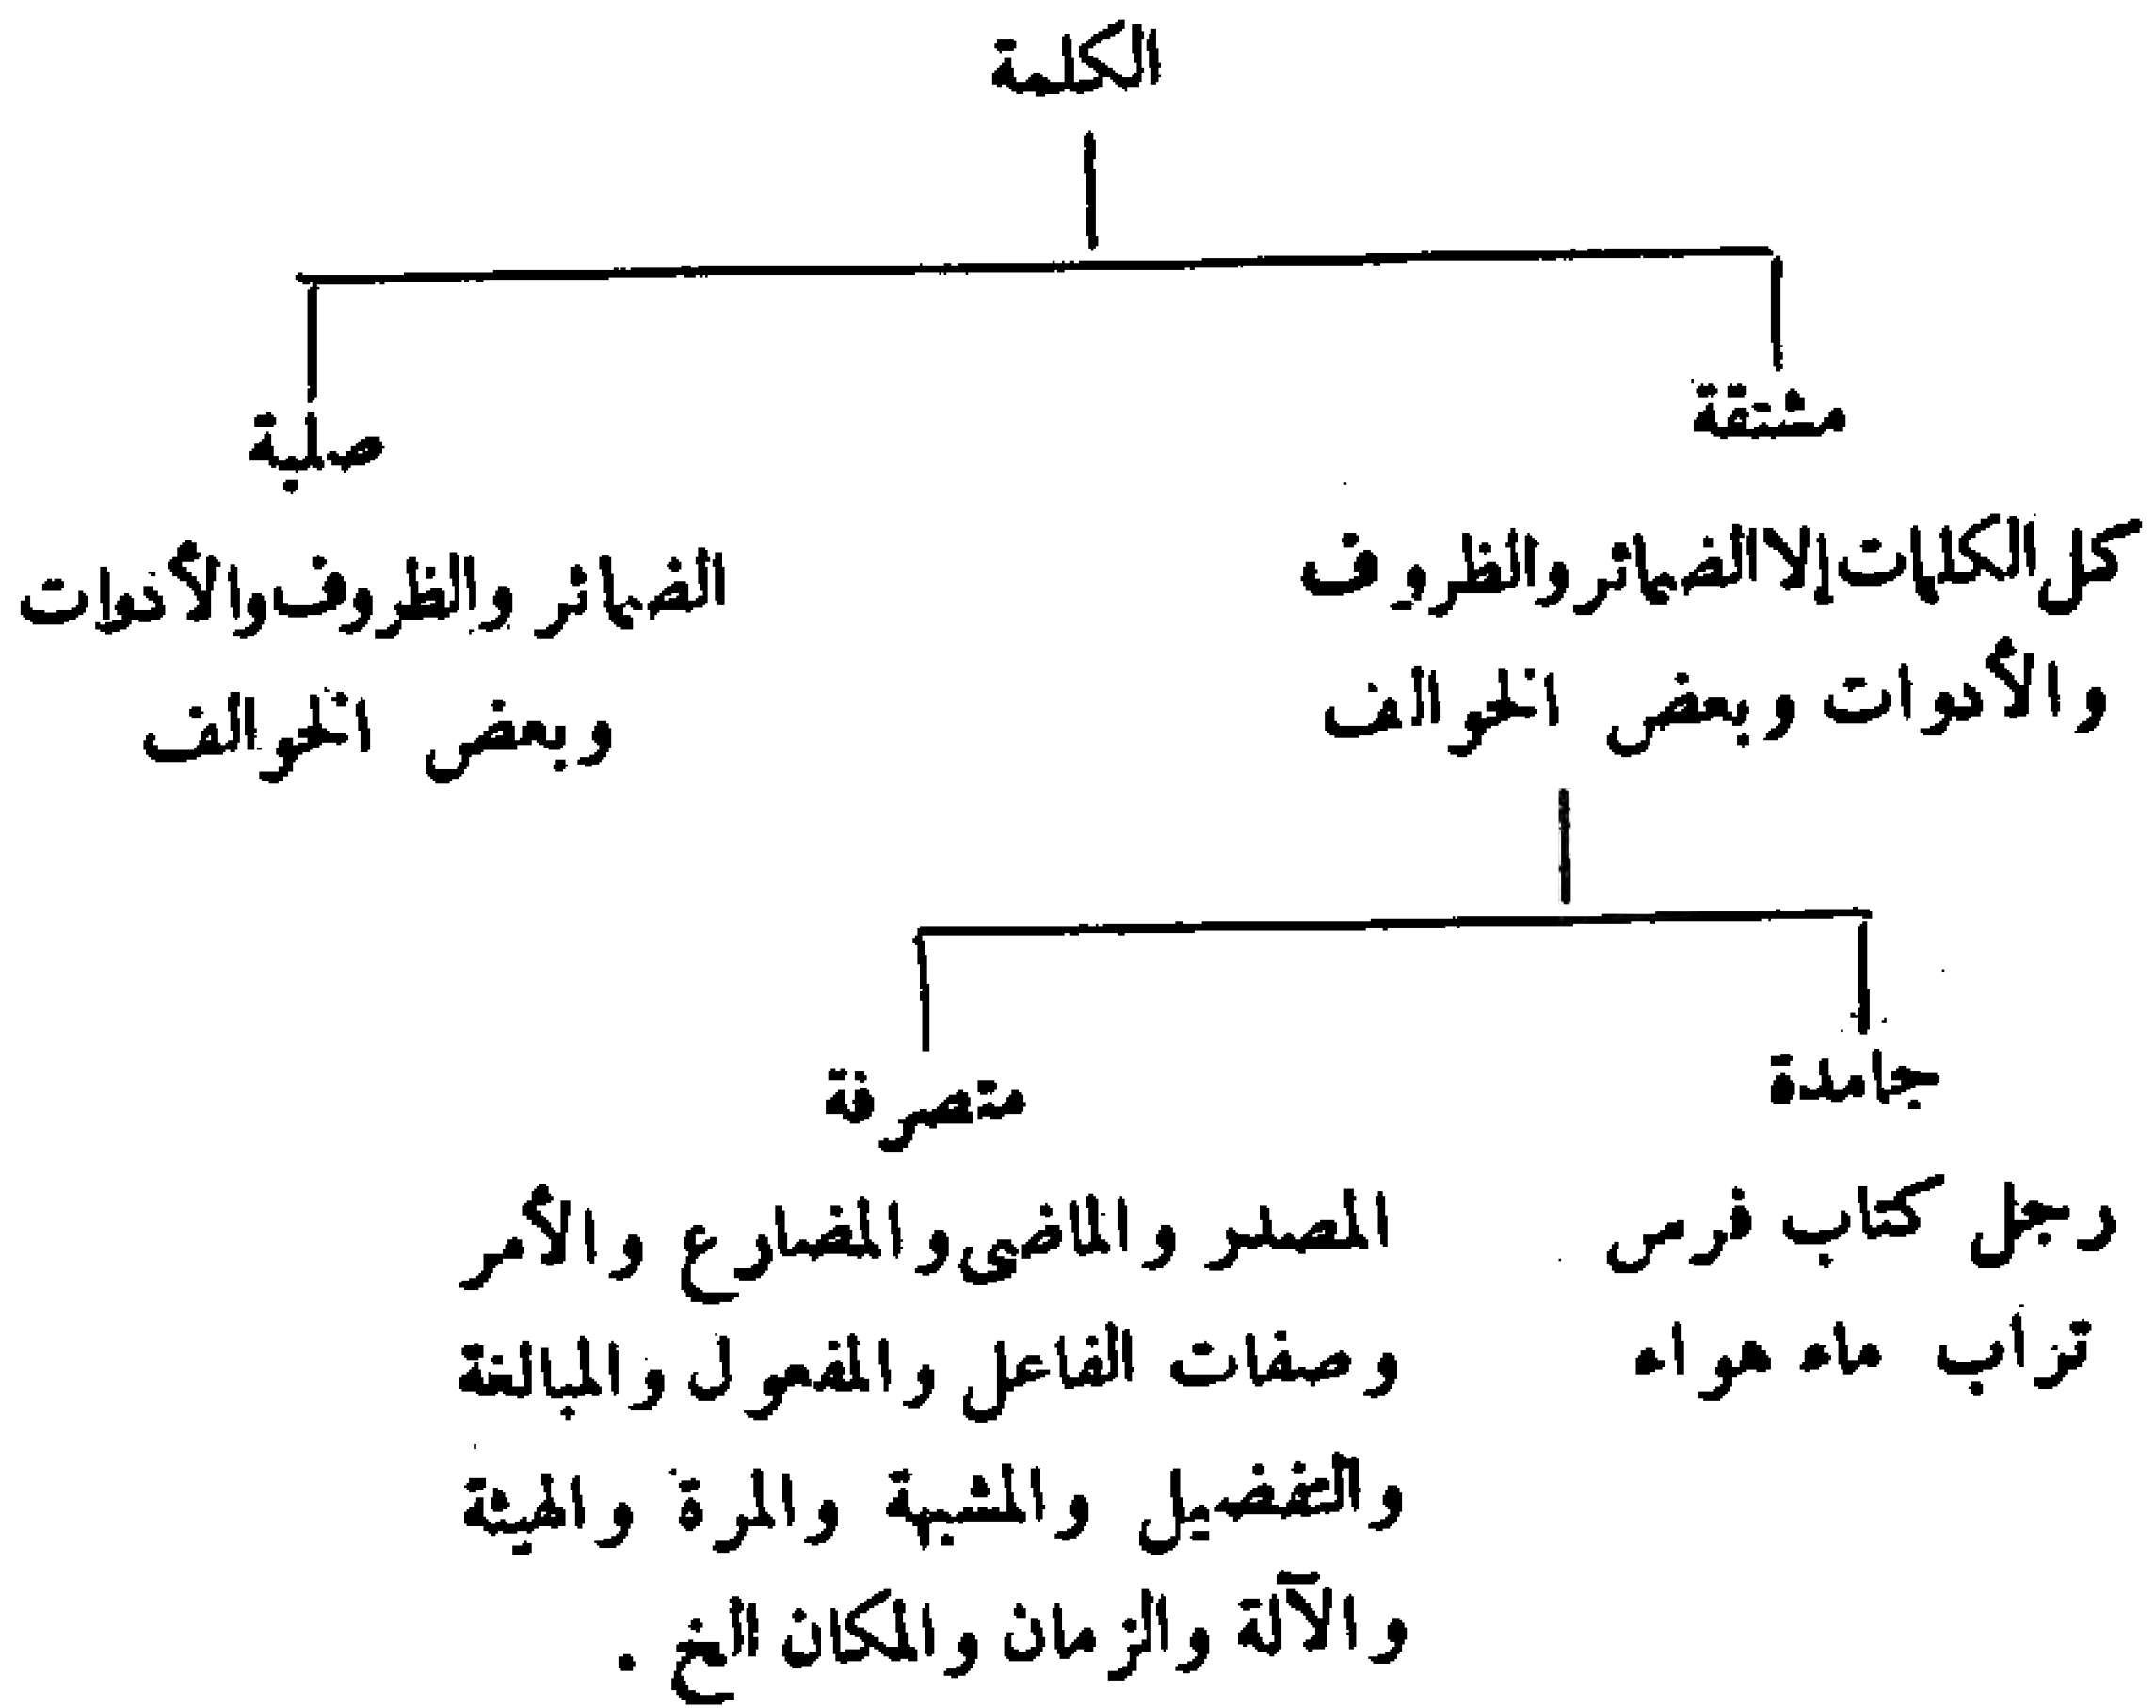 الكلمة
مشتقة
كل الكلمات إلا الضمائر والظروف
والأدوات وبعض الخوالف
صلبة
الضمائر والظروف والأدوات
وبعض الخوالف
جامدة
رجل كتاب فرس
تراب ماء هواء
متصرفة
المصدر والماضى والمضارع والأمر
وصفات الفاعل والمفعول والمبالغة
والتفضيل والمشبهة والمرة والهيئة
والآلة والزمان والمكان الخ .